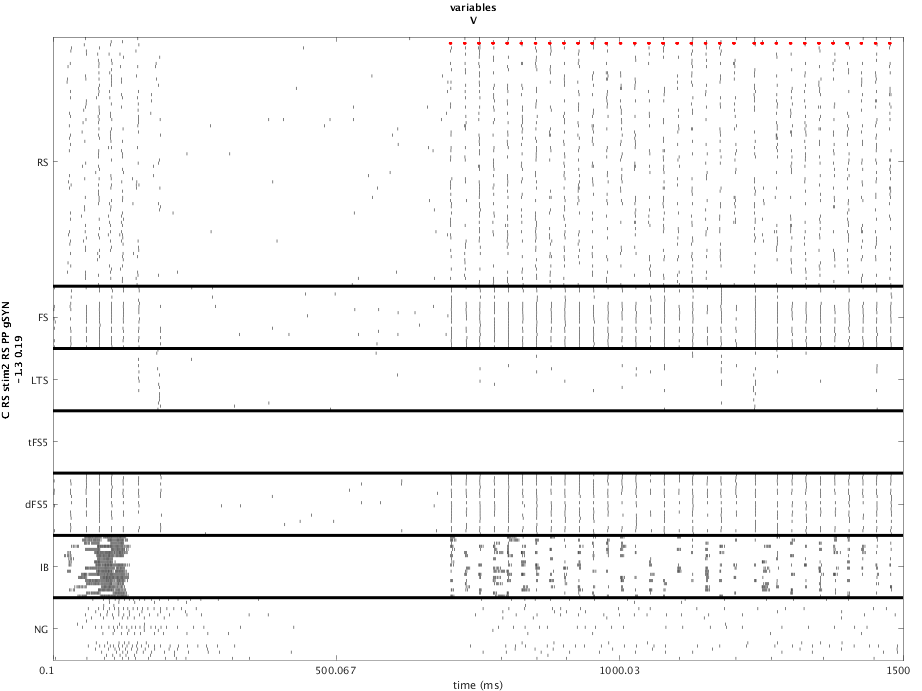 variables
V
C RS stim2 RS PP gSYN
-1.3 0.19
RS
FS
LTS
tFS5
dFS5
IB
NG
0.1 500.067 1000.03 1500
time (ms)